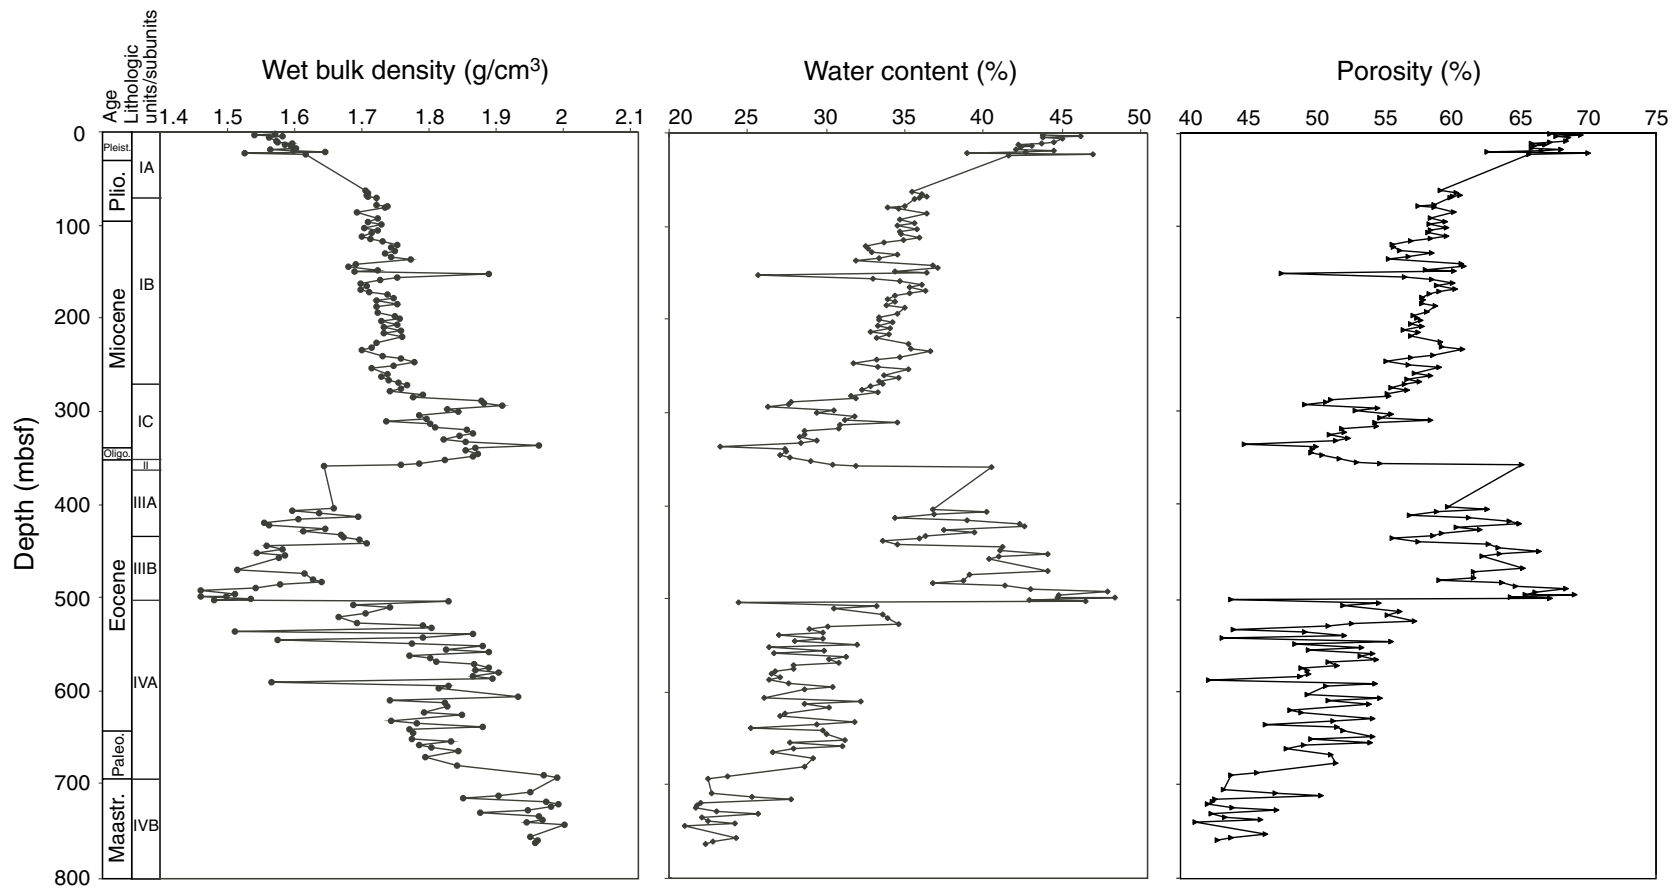 Age
Lithologic
units/subunits
Wet bulk density (g/cm³)
Water content (%)
Porosity (%)
1.4 1.5 1.6 1.7 1.8 1.9 2 2.1
20 25 30 35 40 45 50
40 45 50 55 60 65 70 75
Depth (mbsf)
0
100
200
300
400
500
600
700
800
Pleist.
Plio.
Miocene
Oligo.
Eocene
Paleo.
Maastr.
IA
IB
IC
II
IIIA
IIIB
IVA
IVB